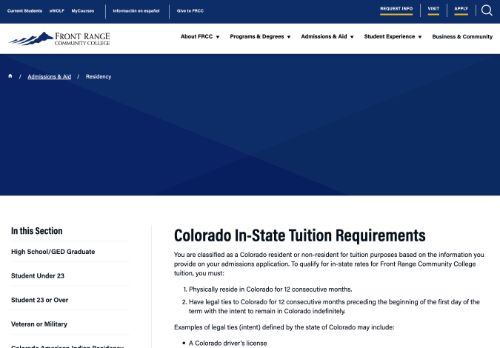 Current Students eWOLF MyCourses Información en español Give to FRCC REQUEST INFO VISIT APPLY
FRONT RANGE
COMMUNITY COLLEGE
About FRCC Programs & Degrees Admissions & Aid Student Experience Business & Community
/ Admissions & Aid / Residency
In this Section
High School/GED Graduate
Student Under 23
Student 23 or Over
Veteran or Military
Colorado American Indian Residency
Colorado In-State Tuition Requirements
You are classified as a Colorado resident or non-resident for tuition purposes based on the information you
provide on your admissions application. To qualify for in-state rates for Front Range Community College
tuition, you must:
1. Physically reside in Colorado for 12 consecutive months.
2. Have legal ties to Colorado for 12 consecutive months preceding the beginning of the first day of the
term with the intent to remain in Colorado indefinitely.
Examples of legal ties (intent) defined by the state of Colorado may include:
• A Colorado driver's license